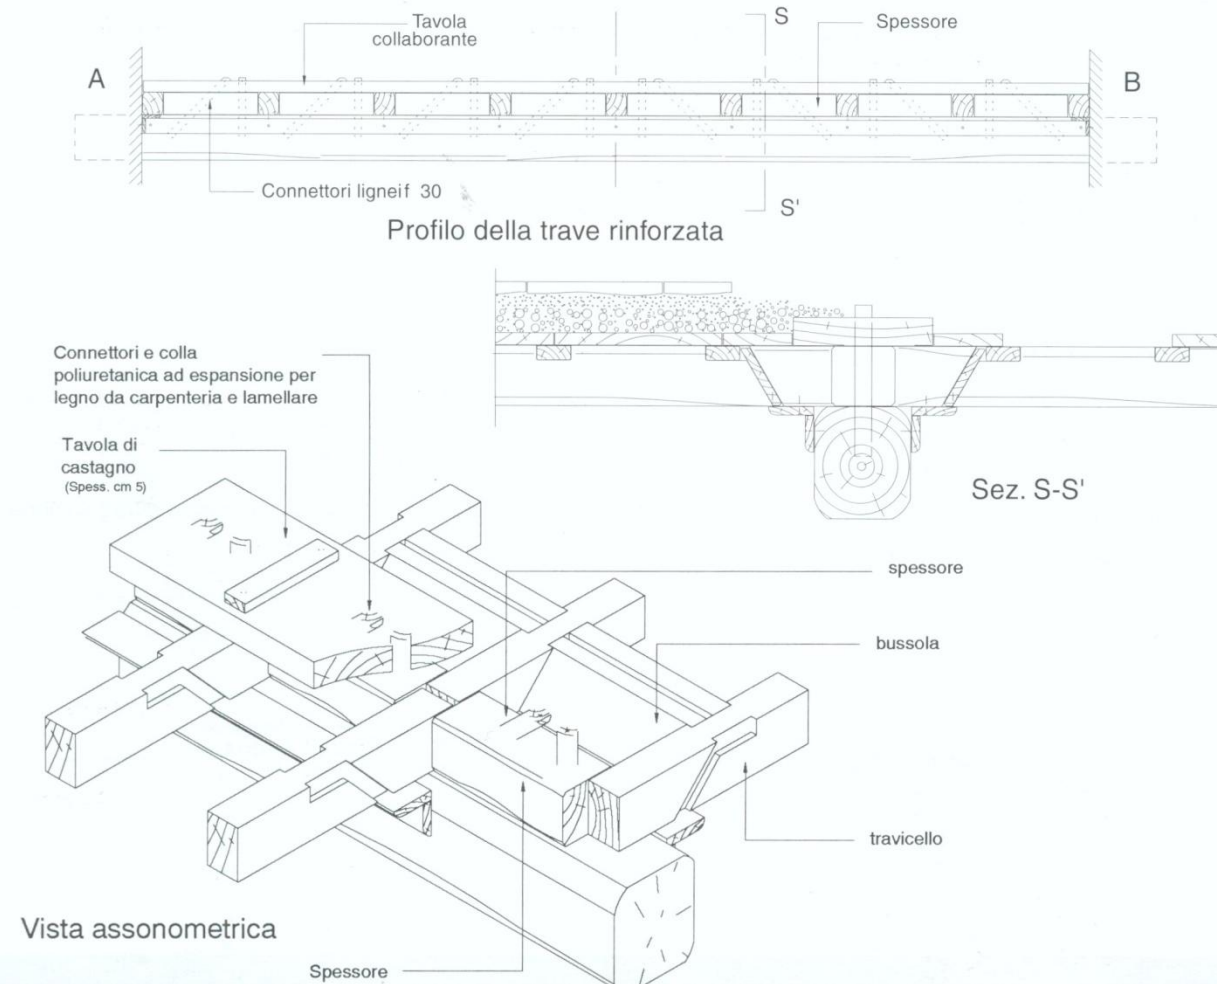 Tavola
collaborante
S
Spessore
A
B
Connettori ligneif 30
S'
Profilo della trave rinforzata
Connettori e colla
poliuretanica ad espansione per
legno da carpenteria e lamellare
Tavola di
castagno
(Spess. cm 5)
Sez. S-S'
spessore
bussola
travicello
Vista assonometrica
Spessore